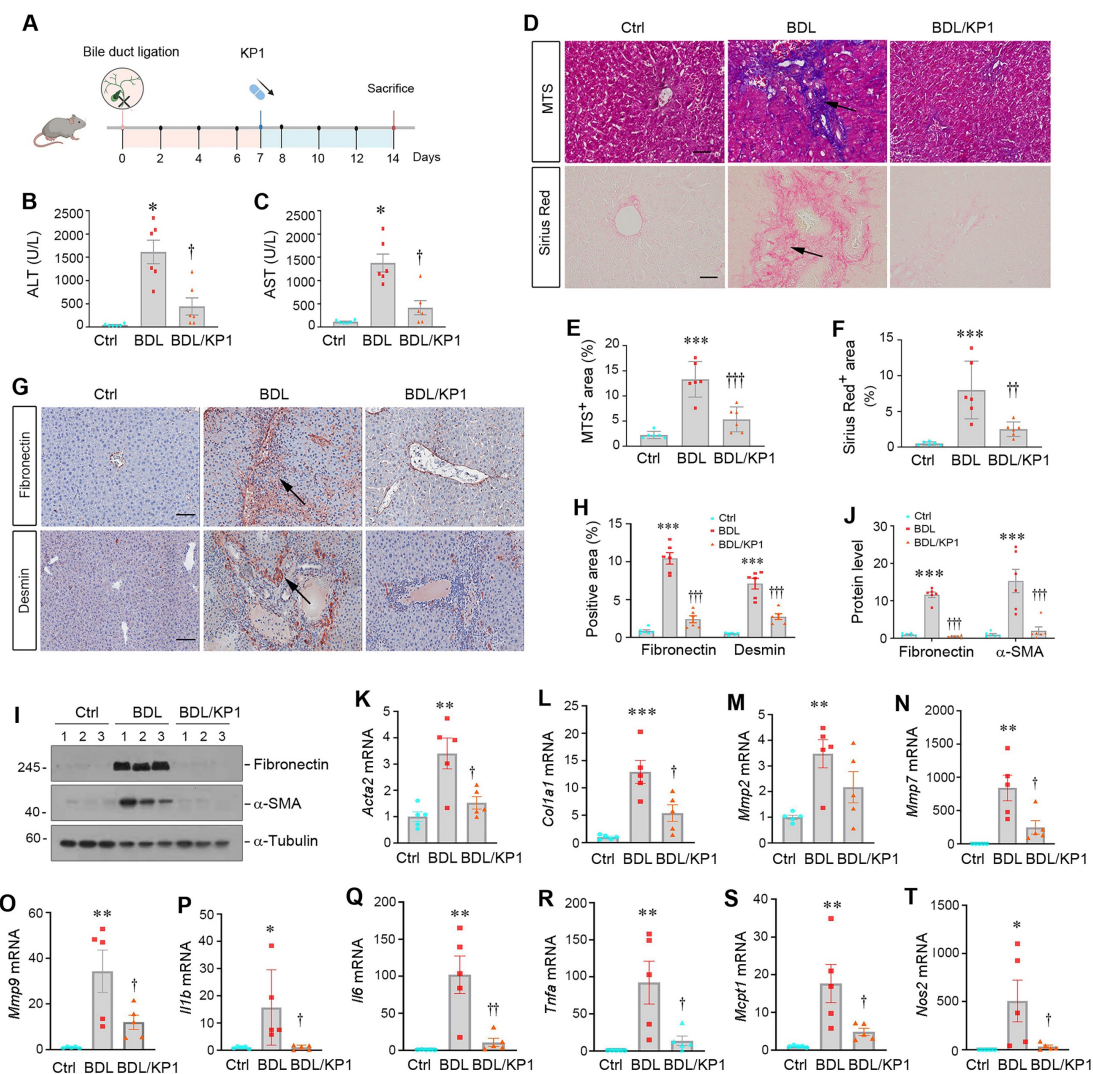 A
Bile duct ligation
KP1
Sacrifice
0 2 4 6 7 8 10 12 14 Days
B
ALT (U/L)
2500
2000
1500
1000
500
0
*
†
Ctrl BDL BDL/KP1
C
AST (U/L)
2500
2000
1500
1000
500
0
*
†
Ctrl BDL BDL/KP1
D
Ctrl BDL BDL/KP1
MTS
Sirius Red
E
MTS+ area (%)
20
15
10
5
0
***
†††
Ctrl BDL BDL/KP1
F
Sirius Red+ area
(%)
15
10
5
0
***
††
Ctrl BDL BDL/KP1
G
Ctrl BDL BDL/KP1
Fibronectin
Desmin
H
Positive area (%)
15
10
5
0
Ctrl
BDL
BDL/KP1
***
†††
***
†††
Fibronectin Desmin
J
Protein level
30
20
10
0
Ctrl
BDL
BDL/KP1
***
†††
***
†††
Fibronectin α-SMA
I
Ctrl BDL BDL/KP1
1 2 3 1 2 3 1 2 3
245- -Fibronectin
40- -α-SMA
60- -α-Tubulin
K
Acta2 mRNA
5
4
3
2
1
0
**
†
Ctrl BDL BDL/KP1
L
Col1a1 mRNA
25
20
15
10
5
0
***
†
Ctrl BDL BDL/KP1
M
Mmp2 mRNA
5
4
3
2
1
0
**
Ctrl BDL BDL/KP1
N
Mmp7 mRNA
2000
1500
1000
500
0
**
†
Ctrl BDL BDL/KP1
O
Mmp9 mRNA
60
40
20
0
**
†
Ctrl BDL BDL/KP1
P
Il1b mRNA
50
40
30
20
10
0
*
†
Ctrl BDL BDL/KP1
Q
Il6 mRNA
200
150
100
50
0
**
††
Ctrl BDL BDL/KP1
R
Tnfa mRNA
200
150
100
50
0
**
†
Ctrl BDL BDL/KP1
S
Mcpt1 mRNA
40
30
20
10
0
**
†
Ctrl BDL BDL/KP1
T
Nos2 mRNA
1500
1000
500
0
*
†
Ctrl BDL BDL/KP1